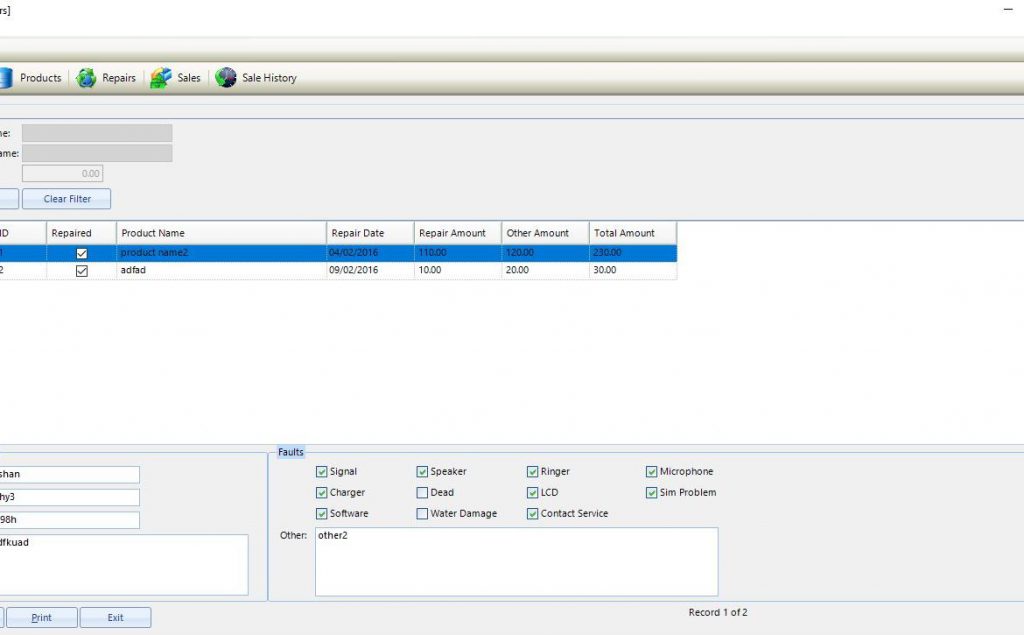 rs]
Products Repairs Sales Sale History
me:
ame:
0.00
Clear Filter
ID Repaired Product Name Repair Date Repair Amount Other Amount Total Amount
1 product name2 04/02/2016 110.00 120.00 230.00
2 adfad 09/02/2016 10.00 20.00 30.00
Faults
shan Signal Speaker Ringer Microphone
hy3 Charger Dead LCD Sim Problem
98h Software Water Damage Contact Service
dfkuad Other: other2
Record 1 of 2
Print Exit